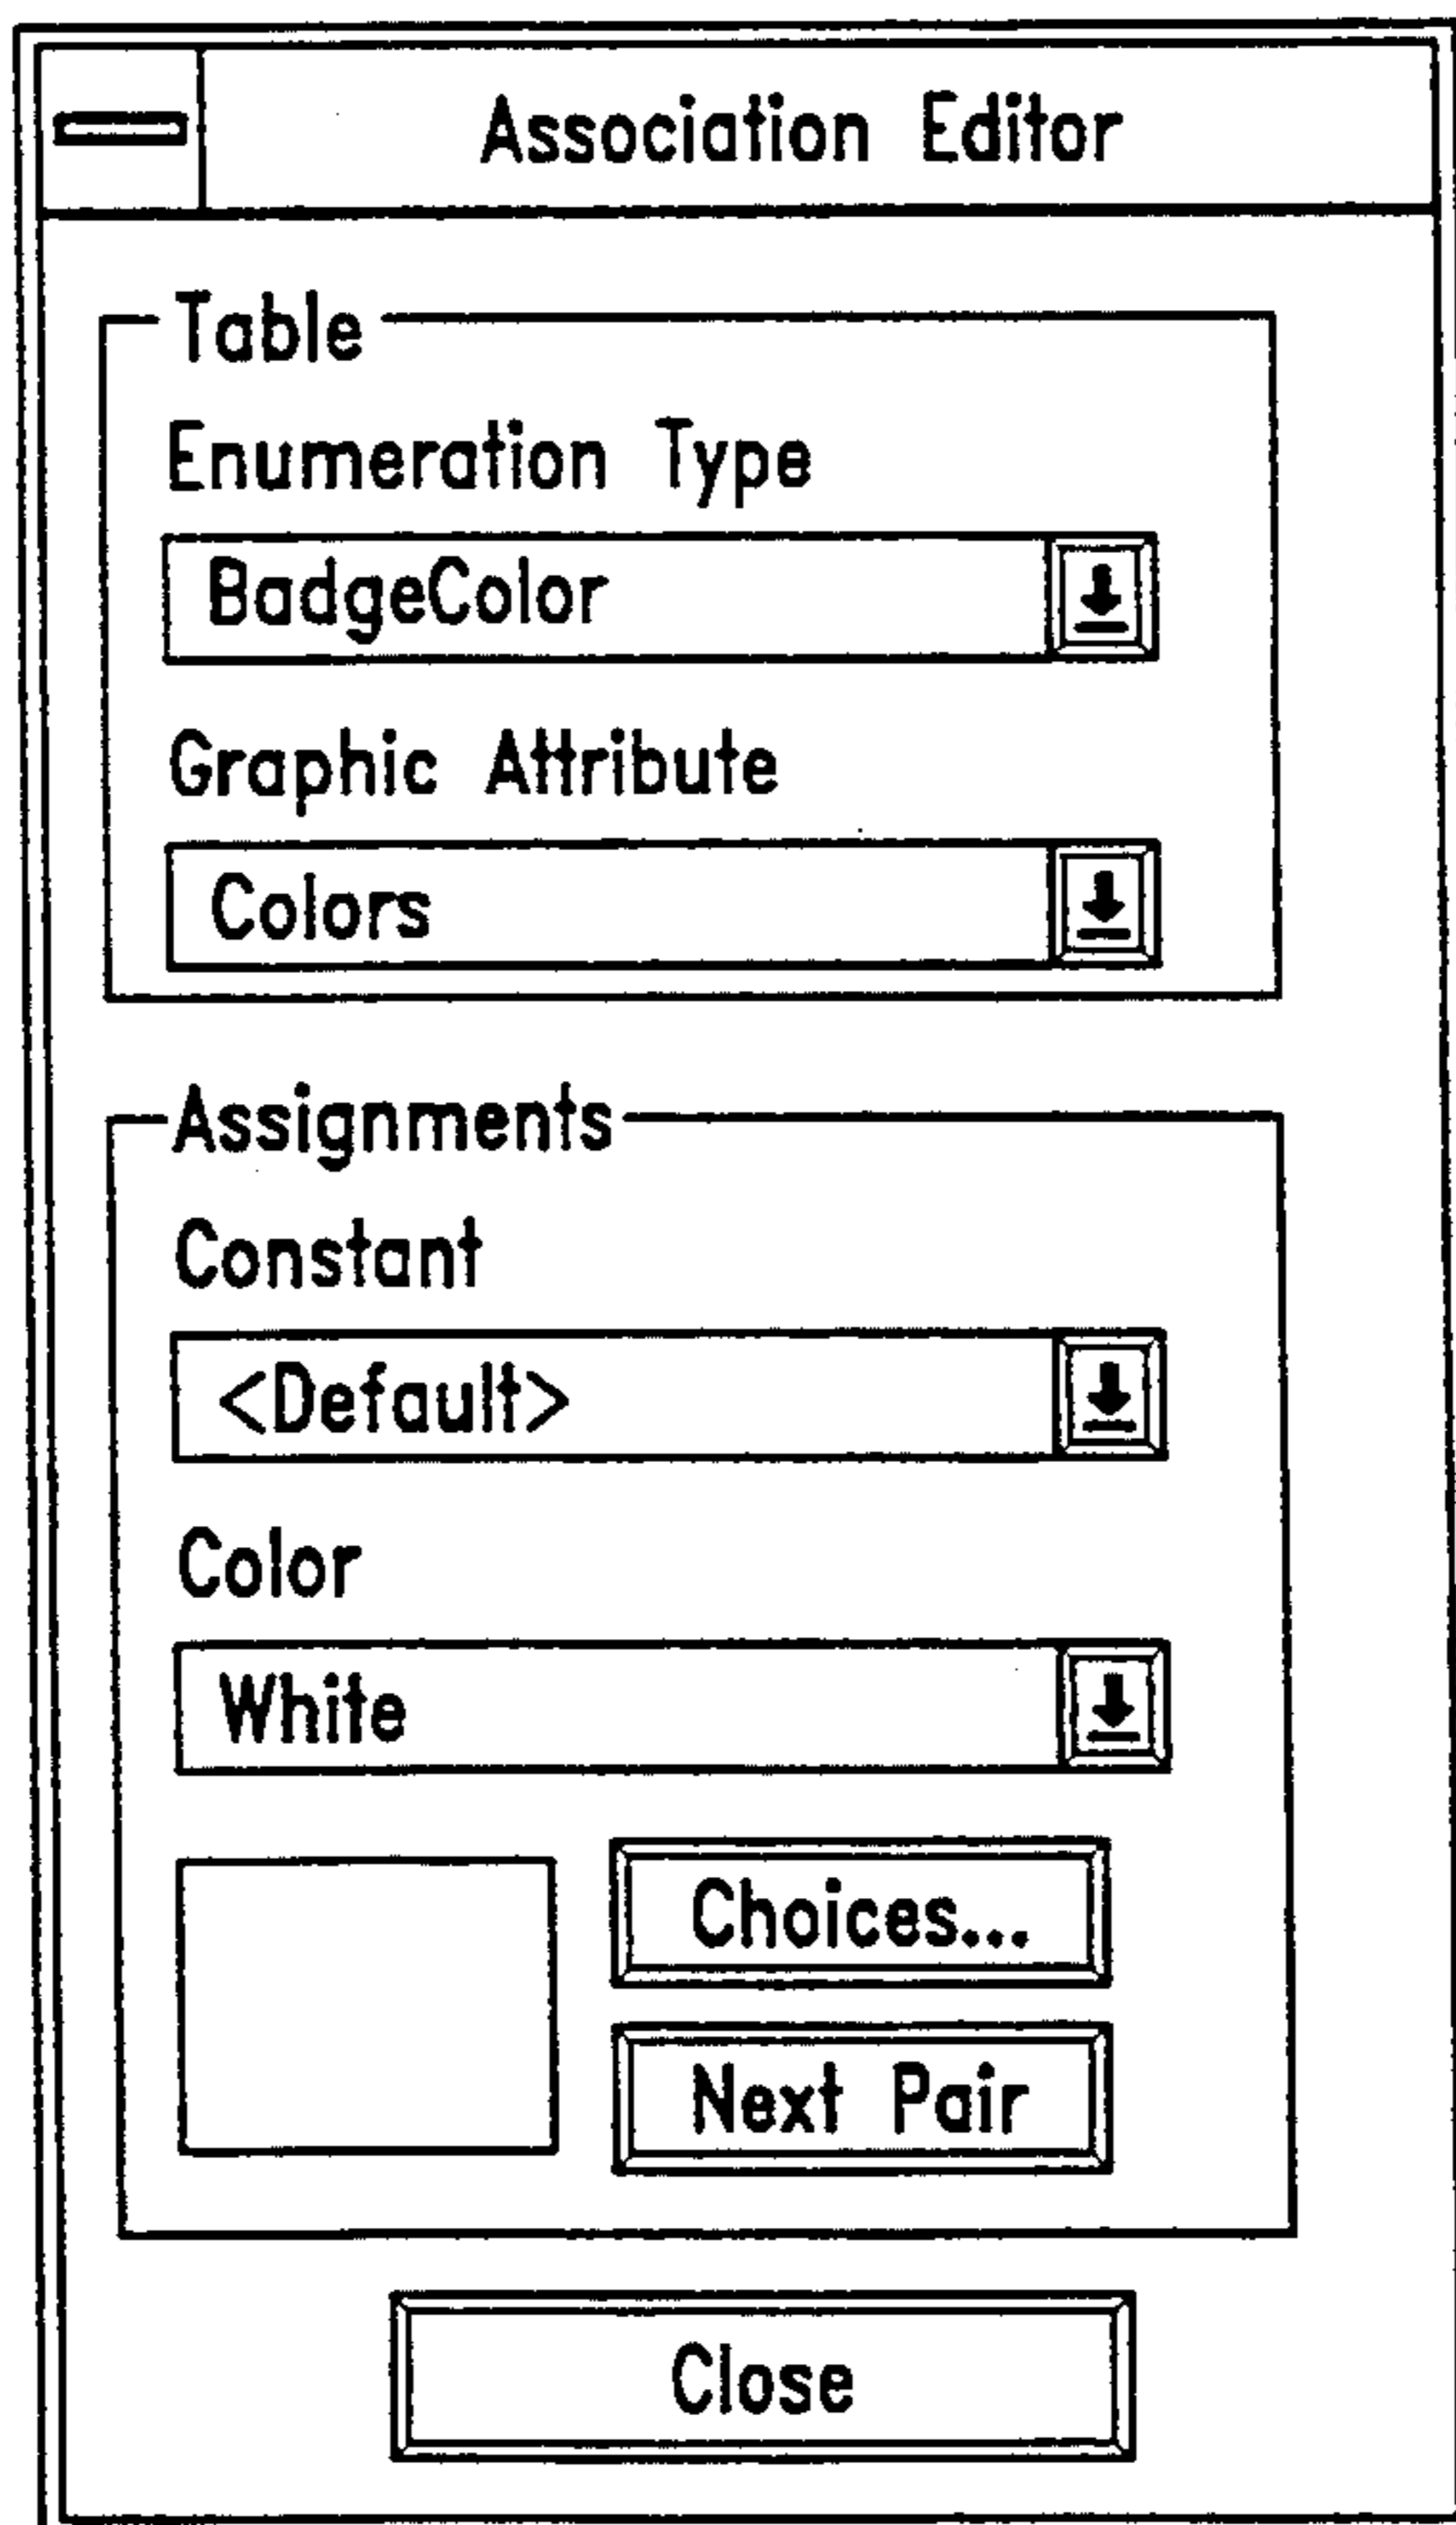 Association Editor
Table
Enumeration Type
BadgeColor
Graphic Attribute
Colors
Assignments
Constant
<Default>
Color
White
Choices...
Next Pair
Close